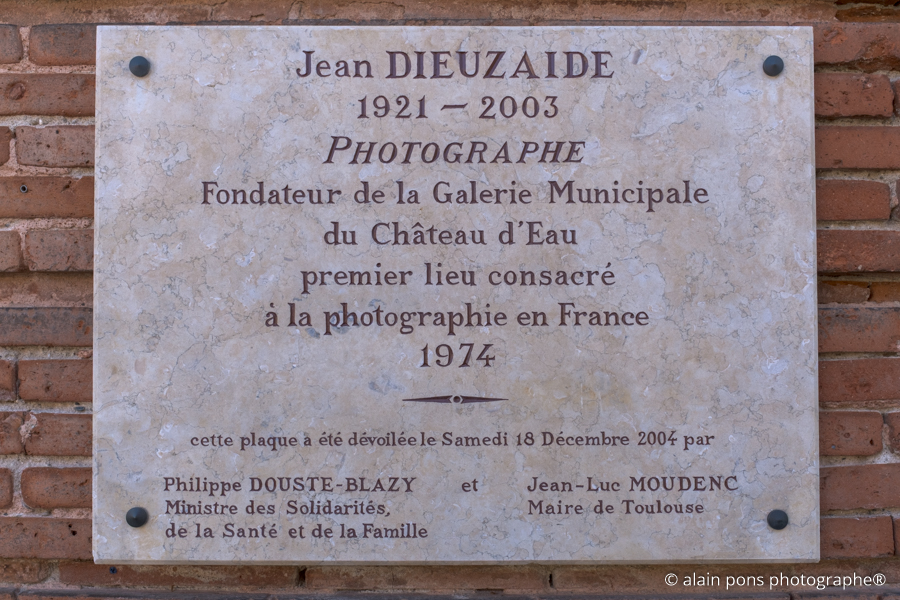 Jean DIEUZAIDE
1921 – 2003
PHOTOGRAPHE
Fondateur de la Galerie Municipale
du Château d'Eau
premier lieu consacré
à la photographie en France
1974
cette plaque a été dévoilée le Samedi 18 Décembre 2004 par
Philippe DOUSTE-BLAZY et Jean-Luc MOUDENC
Ministre des Solidarités, Maire de Toulouse
de la Santé et de la Famille
© alain pons photographe®